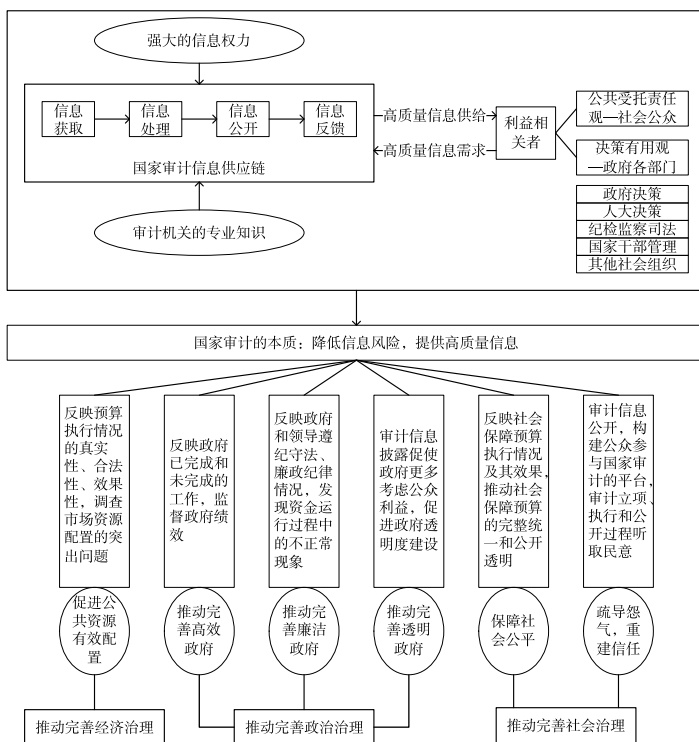 强大的信息权力
信息
获取
信息
处理
信息
公开
信息
反馈
国家审计信息供应链
审计机关的专业知识
高质量信息供给
高质量信息需求
利益相
关者
公共受托责任
观—社会公众
决策有用观
—政府各部门
政府决策
人大决策
纪检监察司法
国家干部管理
其他社会组织
国家审计的本质：降低信息风险，提供高质量信息
反映预算
执行情况
的真实
性、合法
性、效果
性，调查
市场资源
配置的突
出问题
反映政府
已完成和
未完成的
工作，监
督政府绩
效
反映政府
和领导遵
纪守法、
廉政纪律
情况，发
现资金运
行过程中
的不正常
现象
审计信息
披露促使
政府更多
考虑公众
利益，促
进政府透
明度建设
反映社会
保障预算
执行情况
及其效果，
推动社会
保障预算
的完整统
一和公开
透明
审计信息
公开，构
建公众参
与国家审
计的平台，
审计立项、
执行和公
开过程听
取民意
促进公
共资源
有效配
置
推动完
善高效
政府
推动完
善廉洁
政府
推动完
善透明
政府
保障社
会公平
疏导怨
气，重
建信任
推动完善经济治理
推动完善政治治理
推动完善社会治理